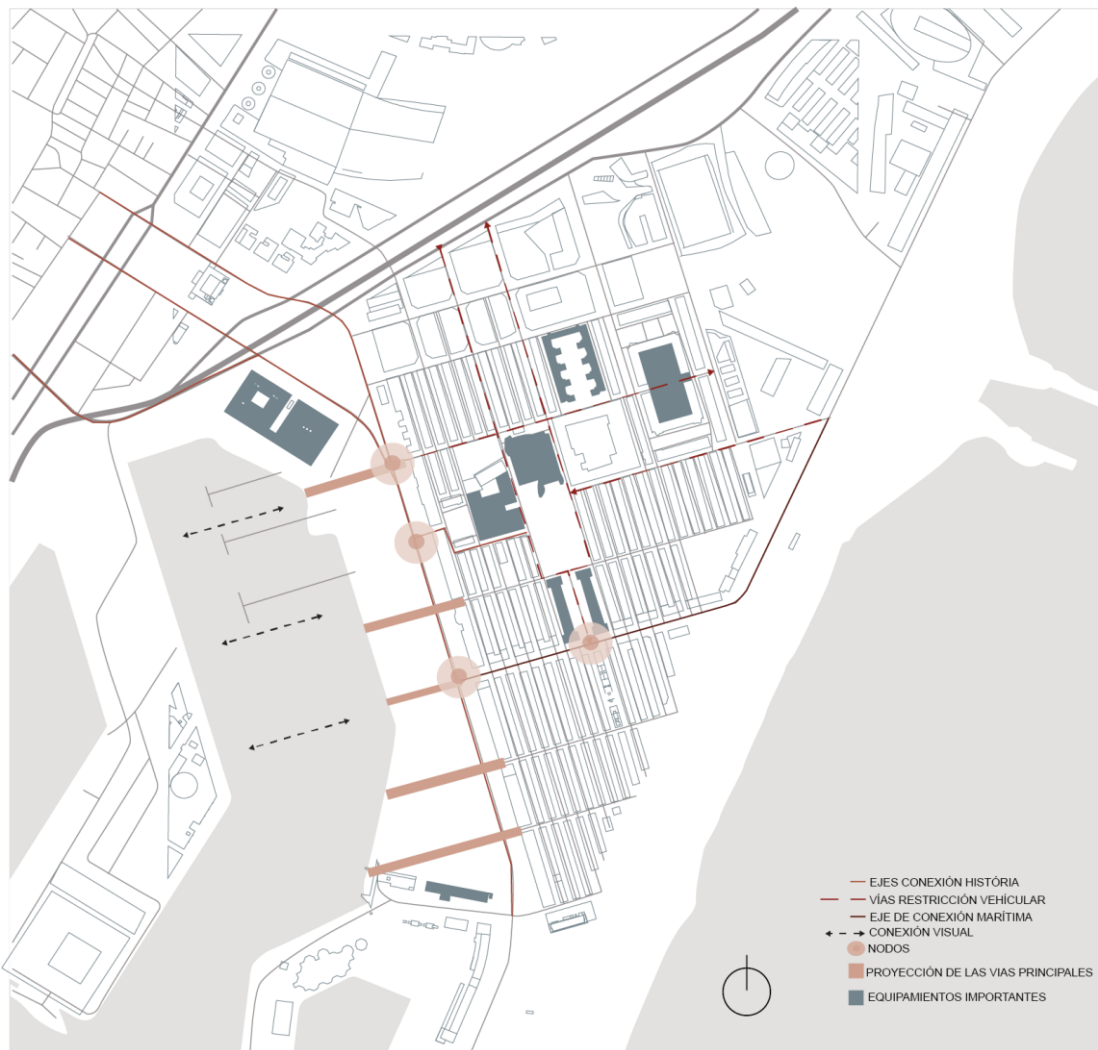 EJES CONEXIÓN HISTÓRIA
VÍAS RESTRICCIÓN VEHÍCULAR
EJE DE CONEXIÓN MARÍTIMA
CONEXIÓN VISUAL
NODOS
PROYECCIÓN DE LAS VIAS PRINCIPALES
EQUIPAMIENTOS IMPORTANTES